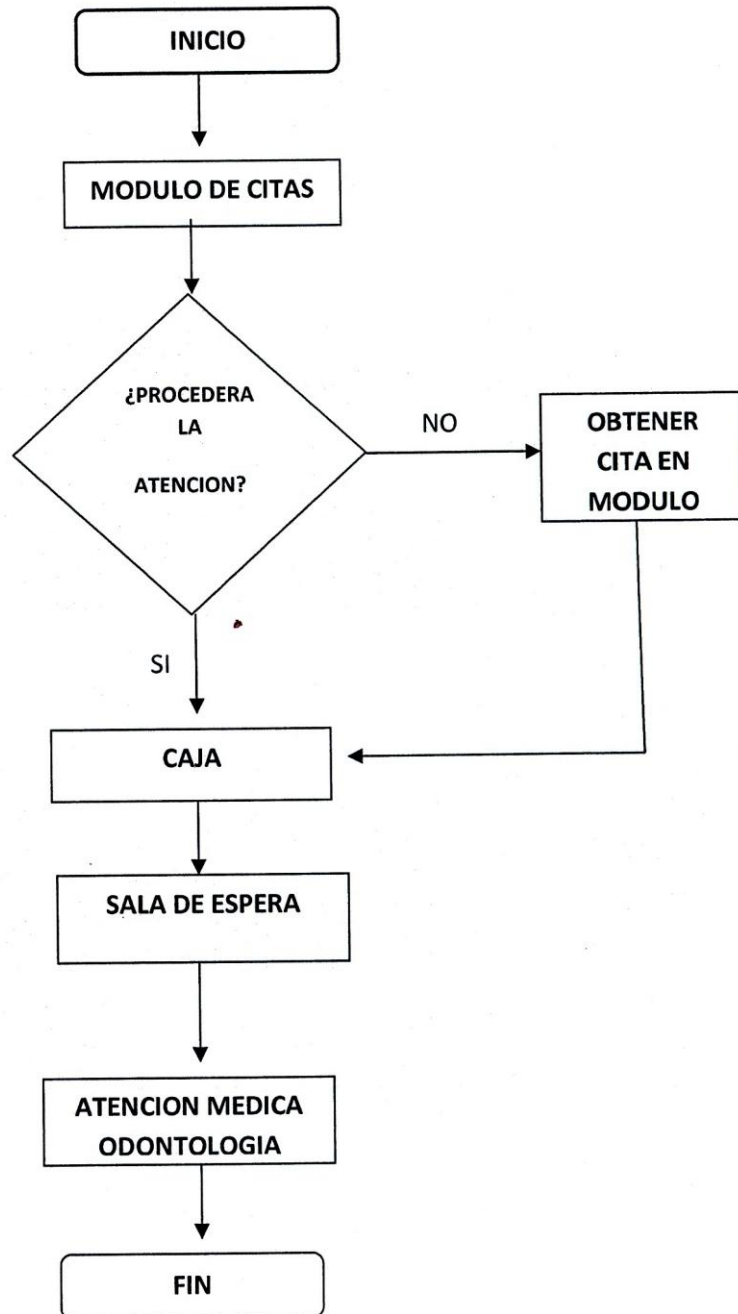 INICIO
MODULO DE CITAS
¿PROCEDERA
LA
ATENCION?
NO
OBTENER
CITA EN
MODULO
SI
CAJA
SALA DE ESPERA
ATENCION MEDICA
ODONTOLOGIA
FIN